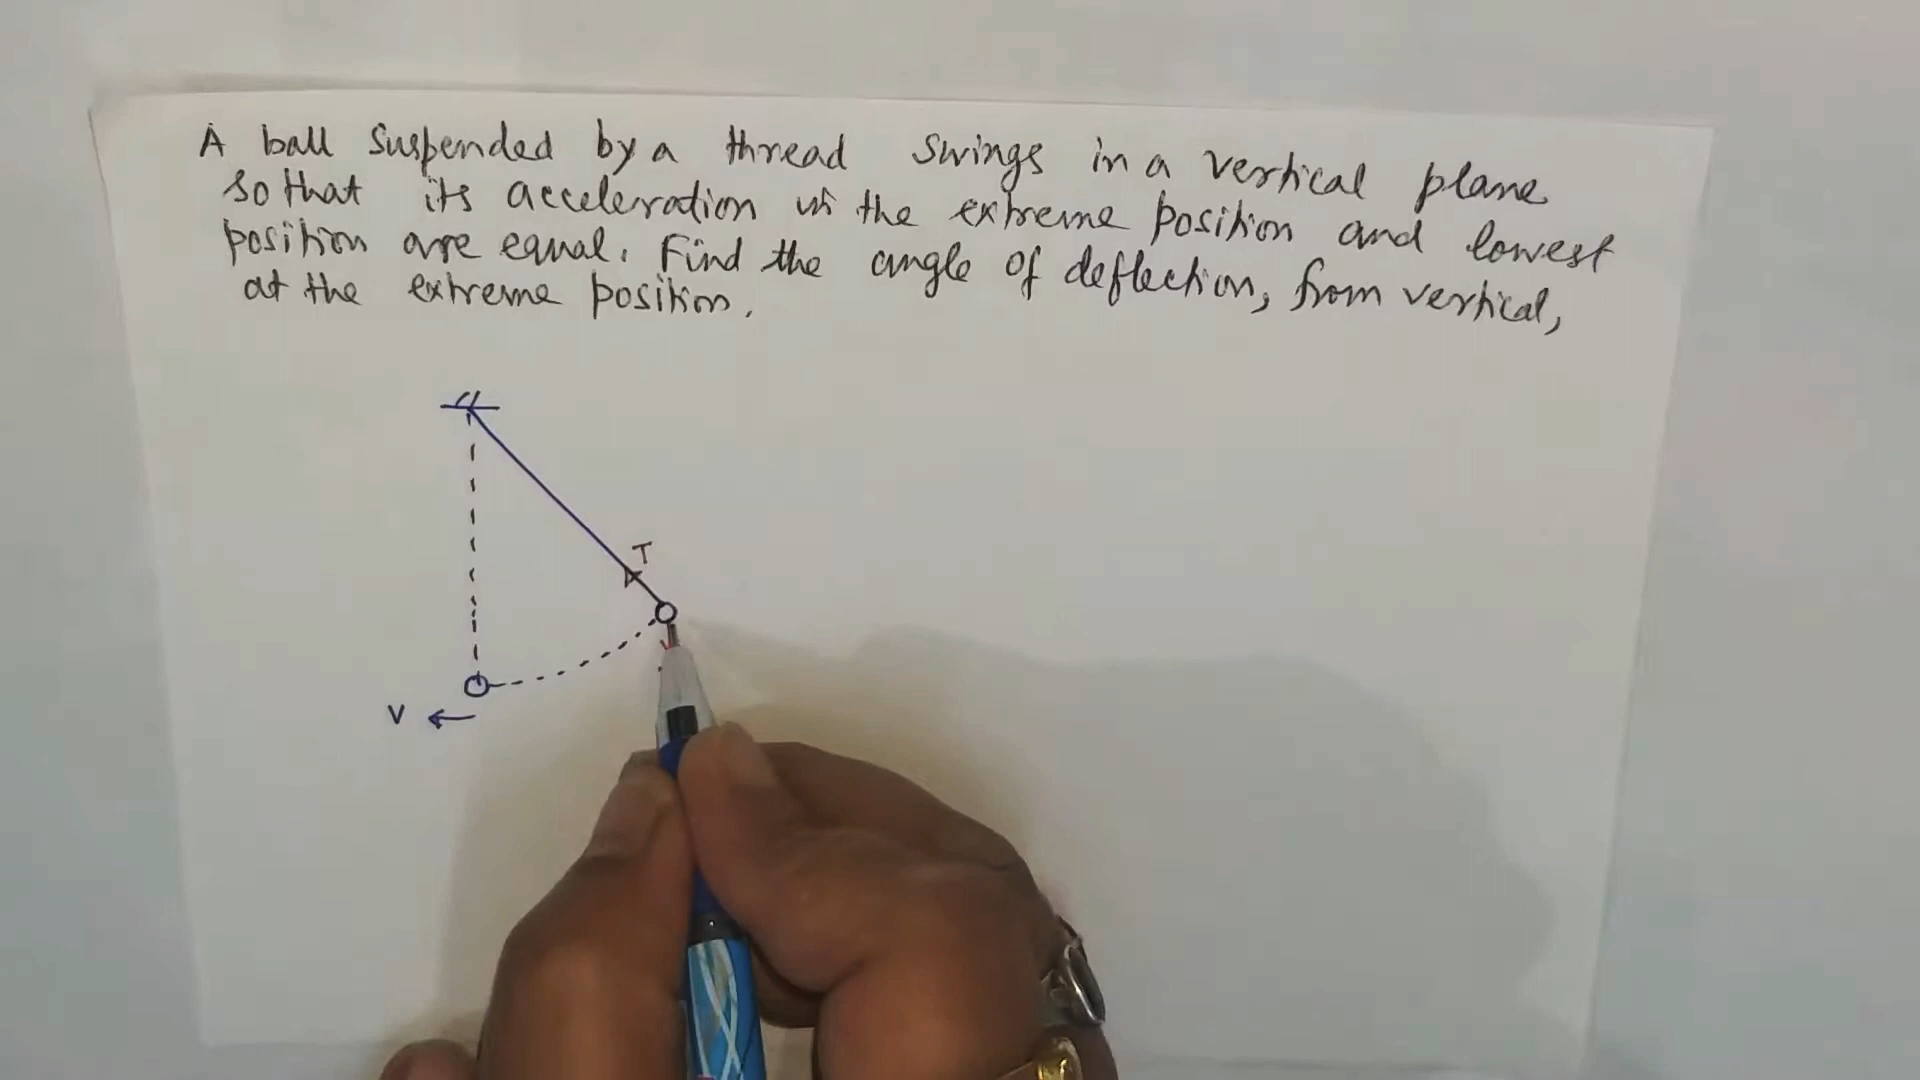 A ball suspended by a thread swings in a vertical plane
so that its acceleration in the extreme position and lowest
position are equal. Find the angle of deflection, from vertical,
at the extreme position.
T
V